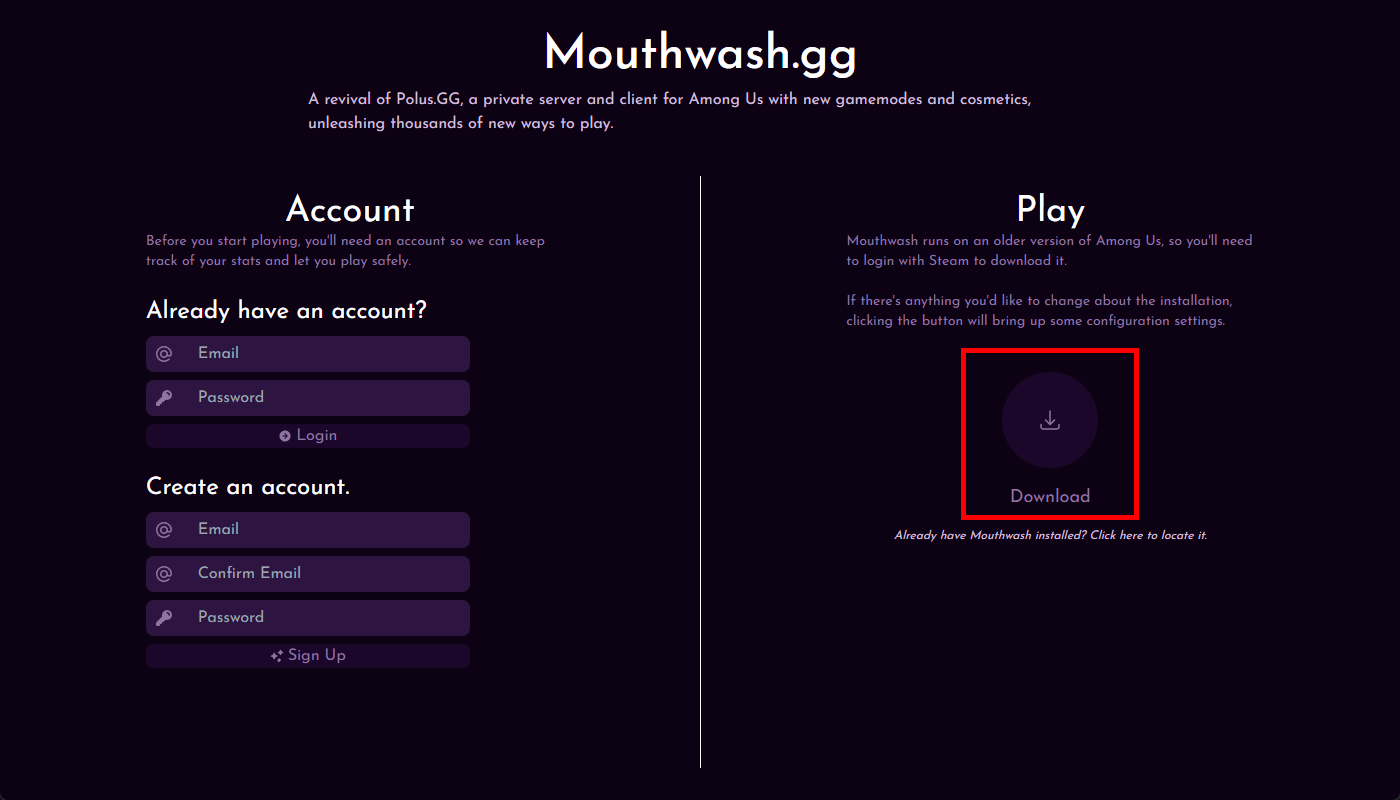 Mouthwash.gg
A revival of Polus.GG, a private server and client for Among Us with new gamemodes and cosmetics,
unleashing thousands of new ways to play.
Account
Before you start playing, you'll need an account so we can keep
track of your stats and let you play safely.
Already have an account?
Email
Password
Login
Create an account.
Email
Confirm Email
Password
Sign Up
Play
Mouthwash runs on an older version of Among Us, so you'll need
to login with Steam to download it.
If there's anything you'd like to change about the installation,
clicking the button will bring up some configuration settings.
Download
Already have Mouthwash installed? Click here to locate it.